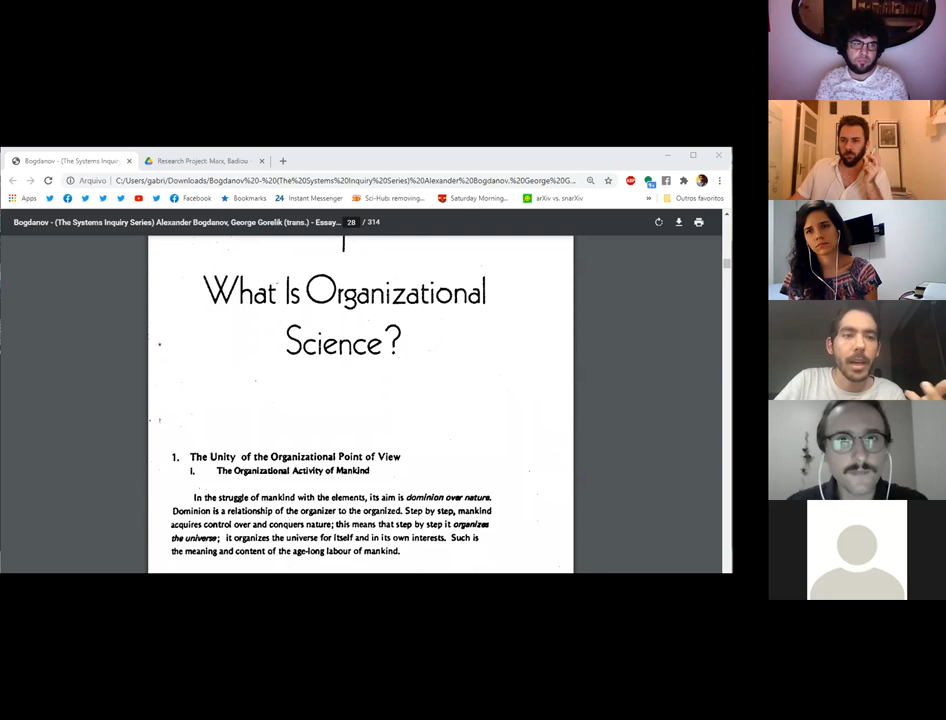 Bogdanov - (The Systems Inquiry
Research Project: Marx, Badiou -
Arquivo | C:/Users/gabri/Downloads/Bogdanov%20-%20(The%20Systems%20Inquiry%20Series)%20Alexander%20Bogdanov.%20George%20G...
Apps Facebook Bookmarks Instant Messenger Sci-Hub: removing... Saturday Morning... arXiv vs. snarXiv » Outros favoritos
Bogdanov - (The Systems Inquiry Series) Alexander Bogdanov, George Gorelik (trans.) - Essay... 28 / 314
What Is Organizational
Science?
1. The Unity of the Organizational Point of View
i. The Organizational Activity of Mankind
In the struggle of mankind with the elements, its aim is dominion over nature.
Dominion is a relationship of the organizer to the organized. Step by step, mankind
acquires control over and conquers nature; this means that step by step it organizes
the universe; it organizes the universe for itself and in its own interests. Such is
the meaning and content of the age-long labour of mankind.